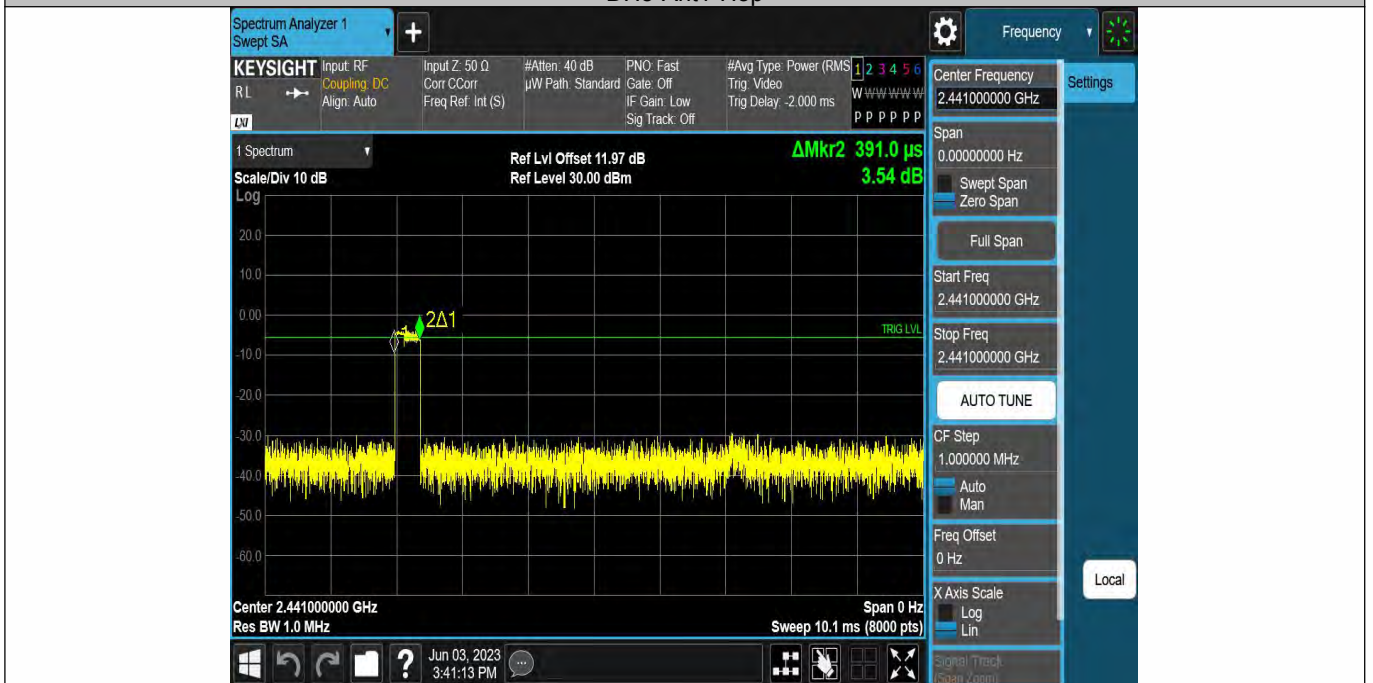 Spectrum Analyzer 1
Swept SA
+
Frequency
KEYSIGHT
RL
LXI
Input: RF
Coupling: DC
Align: Auto
Input Z: 50 Ω
Corr CCorr
Freq Ref: Int (S)
#Atten: 40 dB
µW Path: Standard
PNO: Fast
Gate: Off
IF Gain: Low
Sig Track: Off
#Avg Type: Power (RMS
Trig: Video
Trig Delay: -2.000 ms
1 2 3 4 5 6
W W W W W W
P P P P P P
Center Frequency
2.441000000 GHz
Settings
1 Spectrum
Scale/Div 10 dB
Ref Lvl Offset 11.97 dB
Ref Level 30.00 dBm
ΔMkr2 391.0 µs
3.54 dB
Span
0.00000000 Hz
Swept Span
Zero Span
Full Span
Start Freq
2.441000000 GHz
Stop Freq
2.441000000 GHz
AUTO TUNE
CF Step
1.000000 MHz
Auto
Man
Freq Offset
0 Hz
X Axis Scale
Log
Lin
Signal Track
(Span Zoom)
Local
Log
20.0
10.0
0.00
-10.0
-20.0
-30.0
-40.0
-50.0
-60.0
1
2Δ1
TRIG LVL
Center 2.441000000 GHz
Res BW 1.0 MHz
Span 0 Hz
Sweep 10.1 ms (8000 pts)
?
Jun 03, 2023
3:41:13 PM